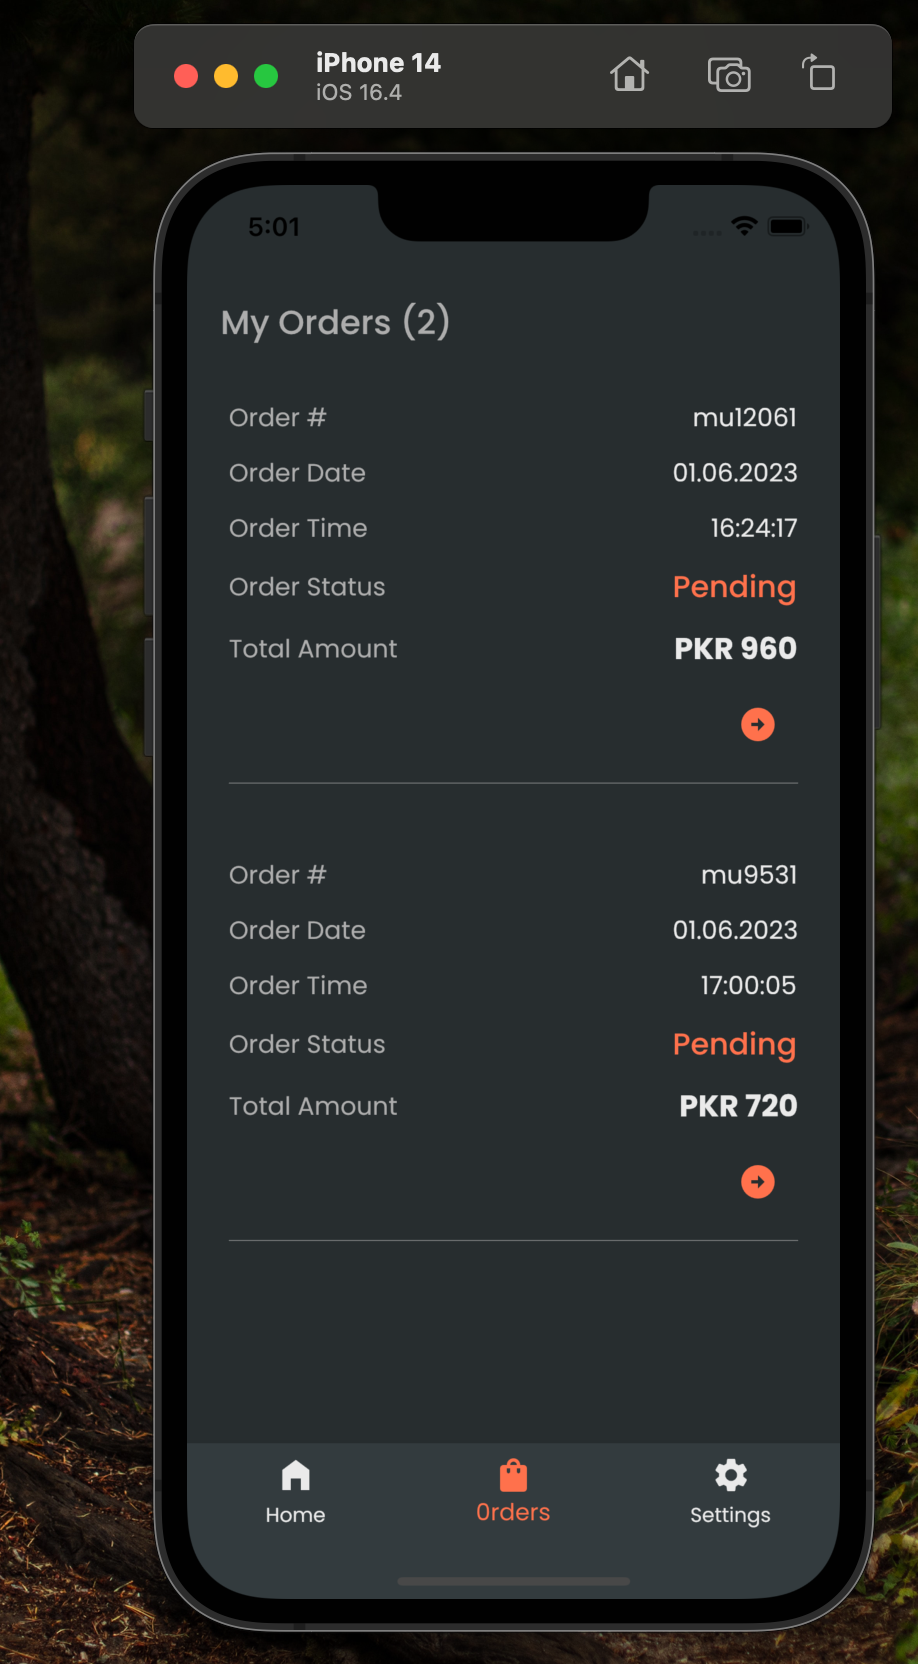 iPhone 14
iOS 16.4
5:01
My Orders (2)
Order # mu12061
Order Date 01.06.2023
Order Time 16:24:17
Order Status Pending
Total Amount PKR 960
Order # mu9531
Order Date 01.06.2023
Order Time 17:00:05
Order Status Pending
Total Amount PKR 720
Home 0rders Settings